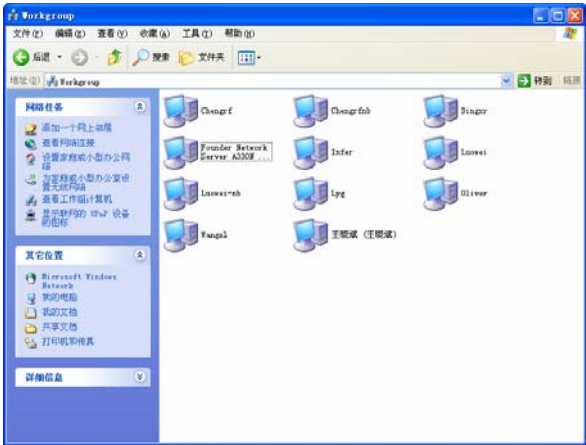 Workgroup
文件(F) 编辑(E) 查看(V) 收藏(A) 工具(T) 帮助(H)
后退 搜索 文件夹
地址(D) Workgroup 转到 链接
网络任务
添加一个网上邻居
查看网络连接
设置家庭或小型办公网络
为家庭或小型办公室设置无线网络
查看工作组计算机
显示联网的 UPnP 设备的图标
其它位置
Microsoft Windows Network
我的电脑
我的文档
共享文档
打印机和传真
详细信息
Chengrf Chengrfnb Dingxr
Founder Network Infer Luowei
Server A330N ...
Luowei-nb Lyg Oliver
Wangxl 王晓斌 (王晓斌)